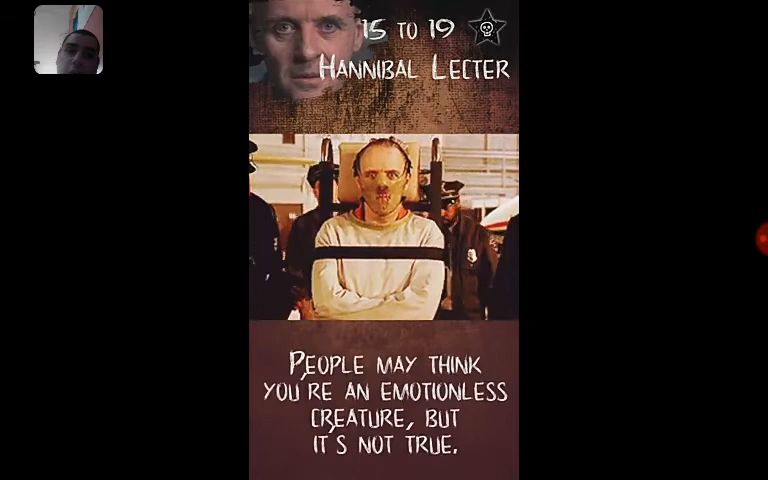 15 TO 19
HANNIBAL LECTER
PEOPLE MAY THINK
YOU'RE AN EMOTIONLESS
CREATURE, BUT
IT'S NOT TRUE.